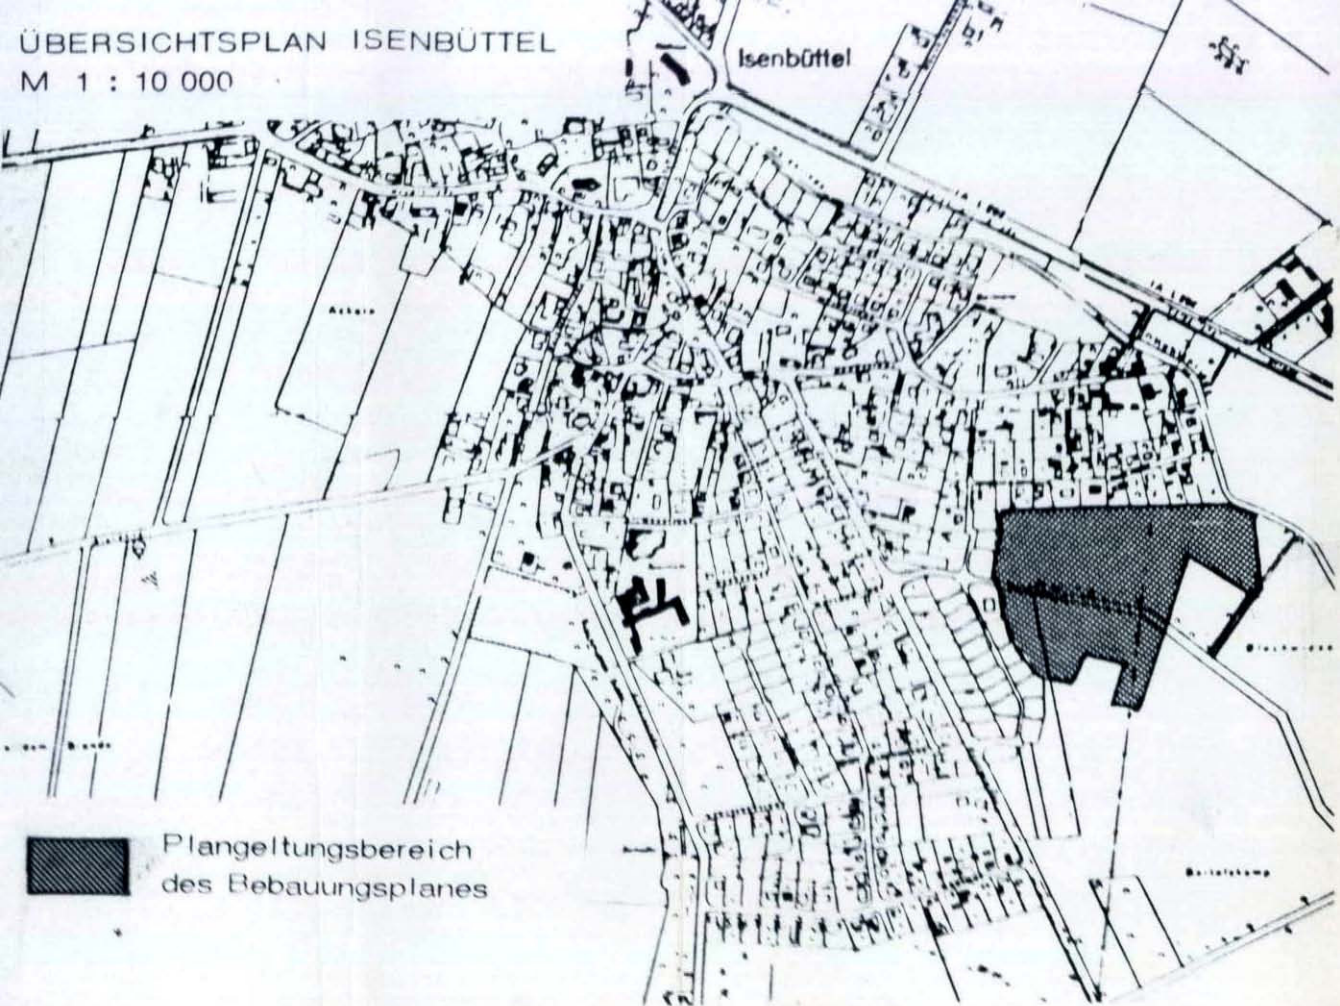 ÜBERSICHTSPLAN ISENBÜTTEL
M 1 : 10 000
Isenbüttel
Plangeltungsbereich
des Bebauungsplanes